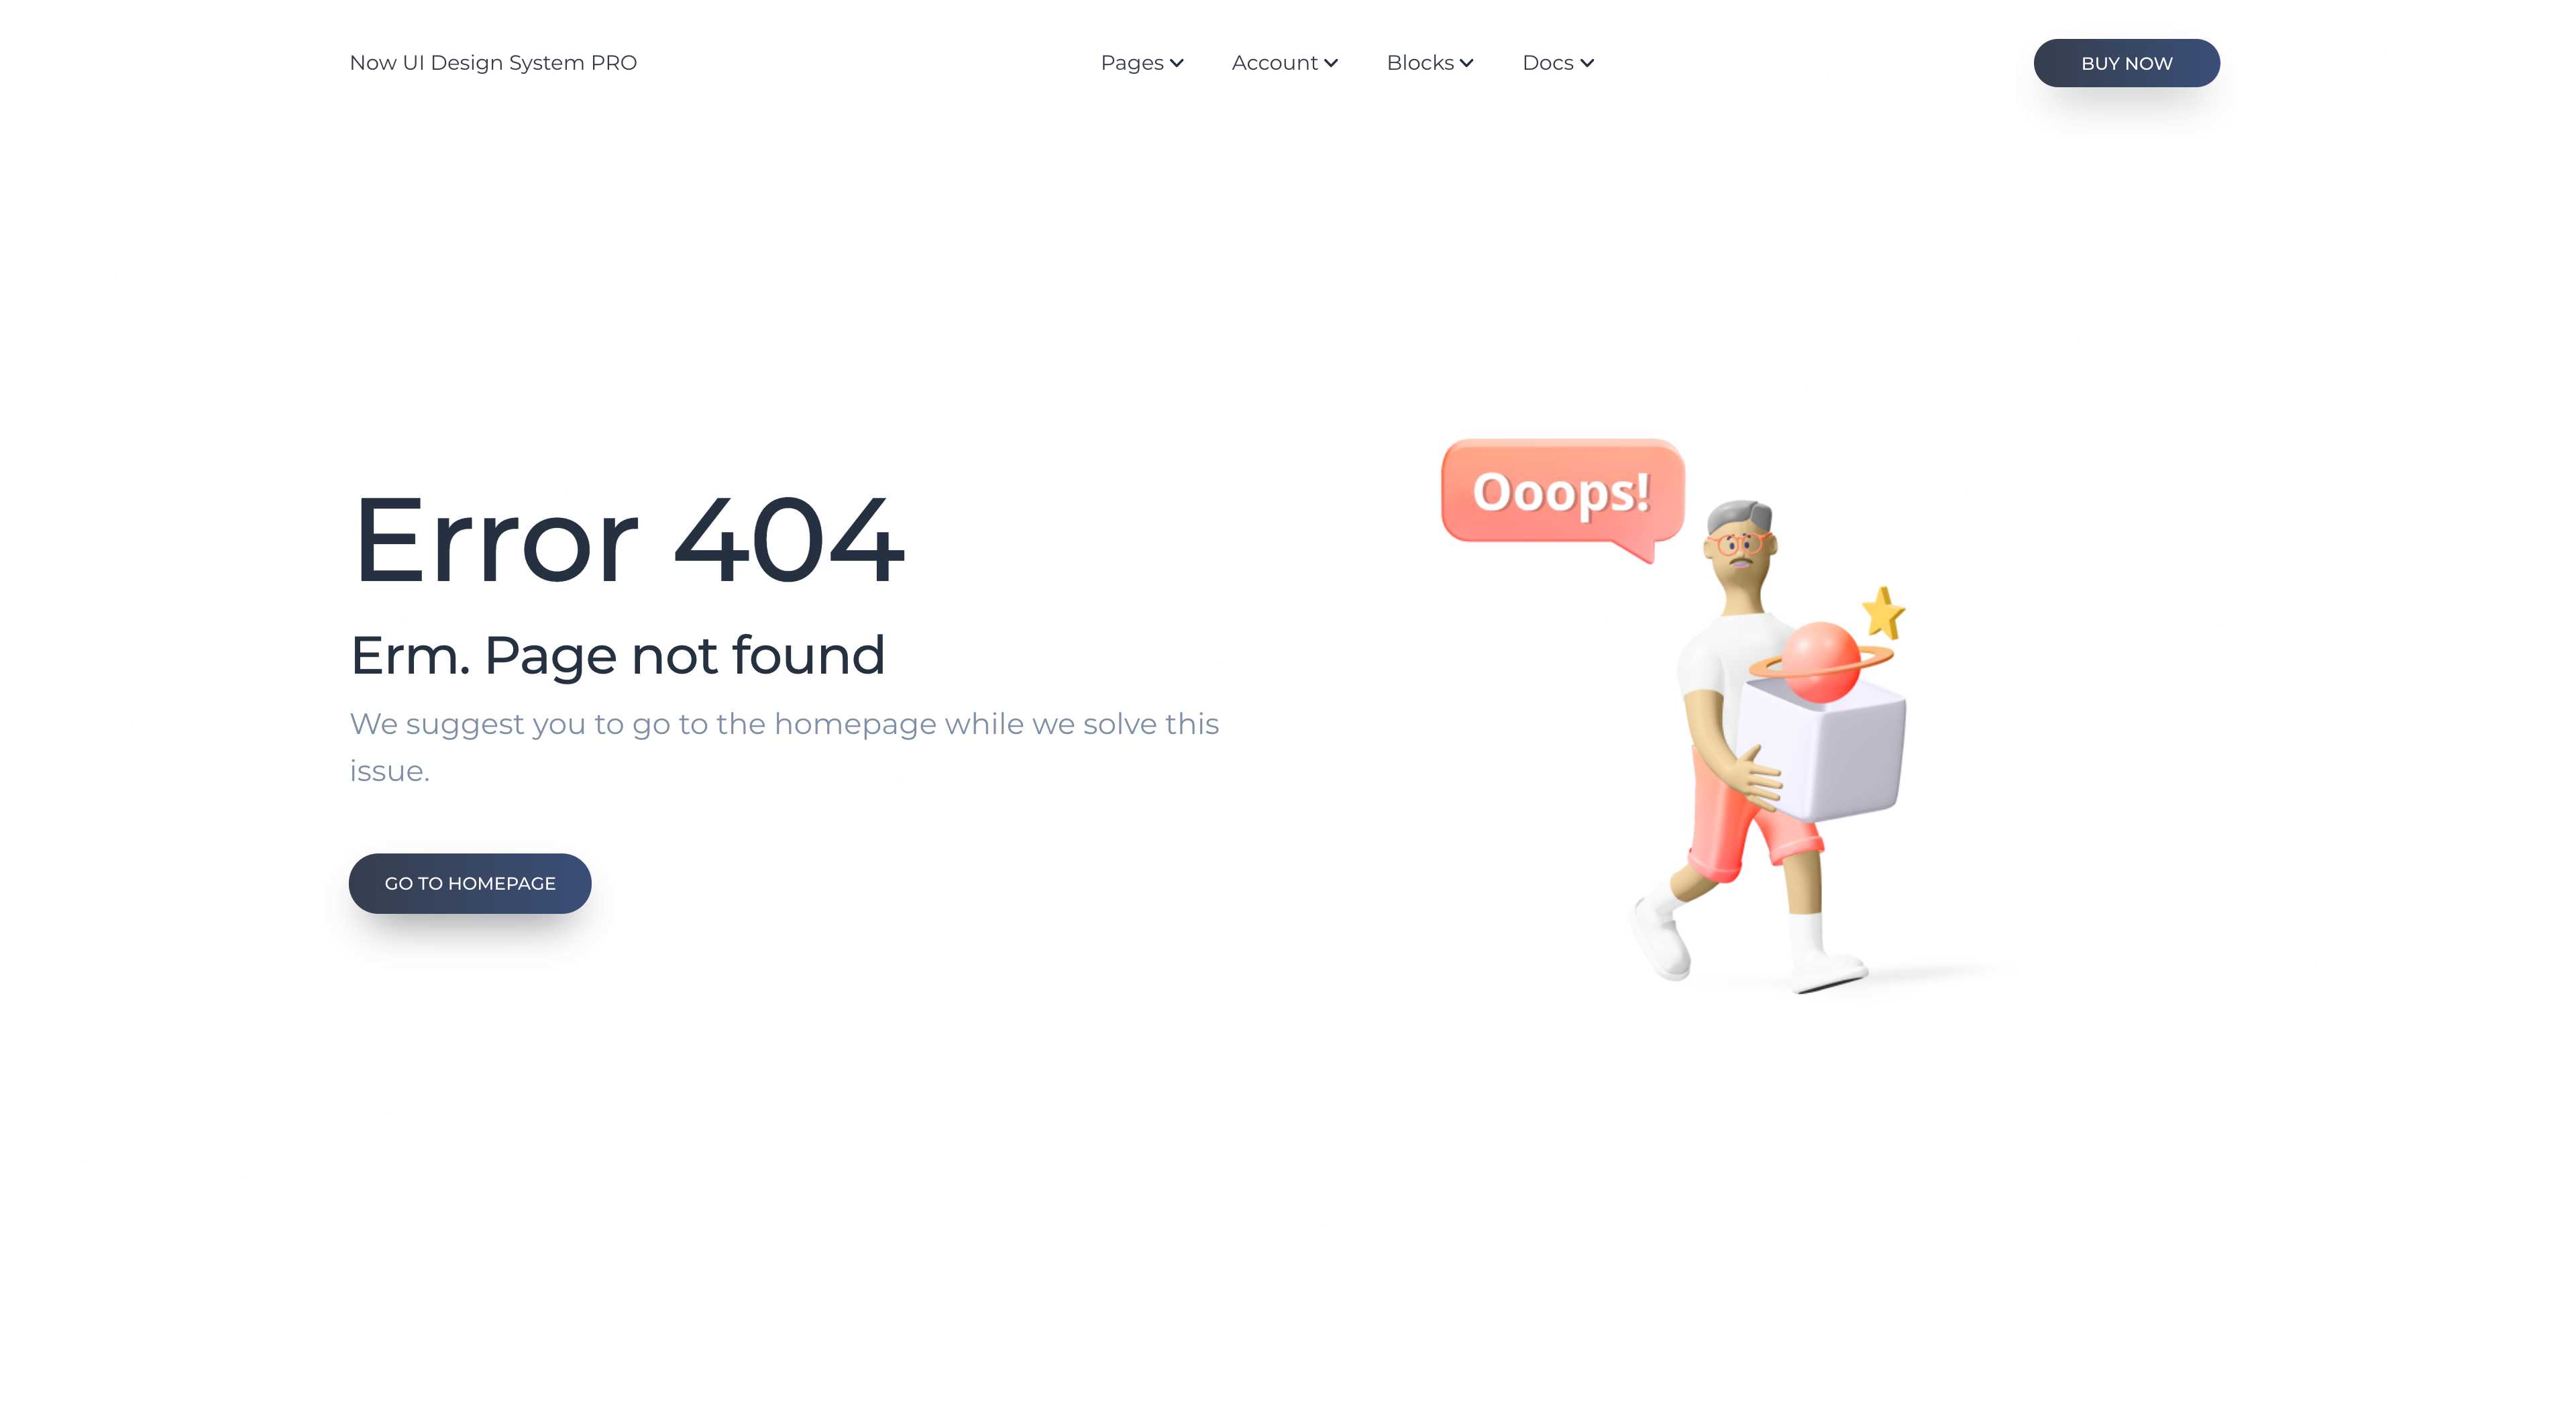 Now UI Design System PRO
Pages
Account
Blocks
Docs
BUY NOW
Error 404
Erm. Page not found
We suggest you to go to the homepage while we solve this
issue.
GO TO HOMEPAGE
Ooops!